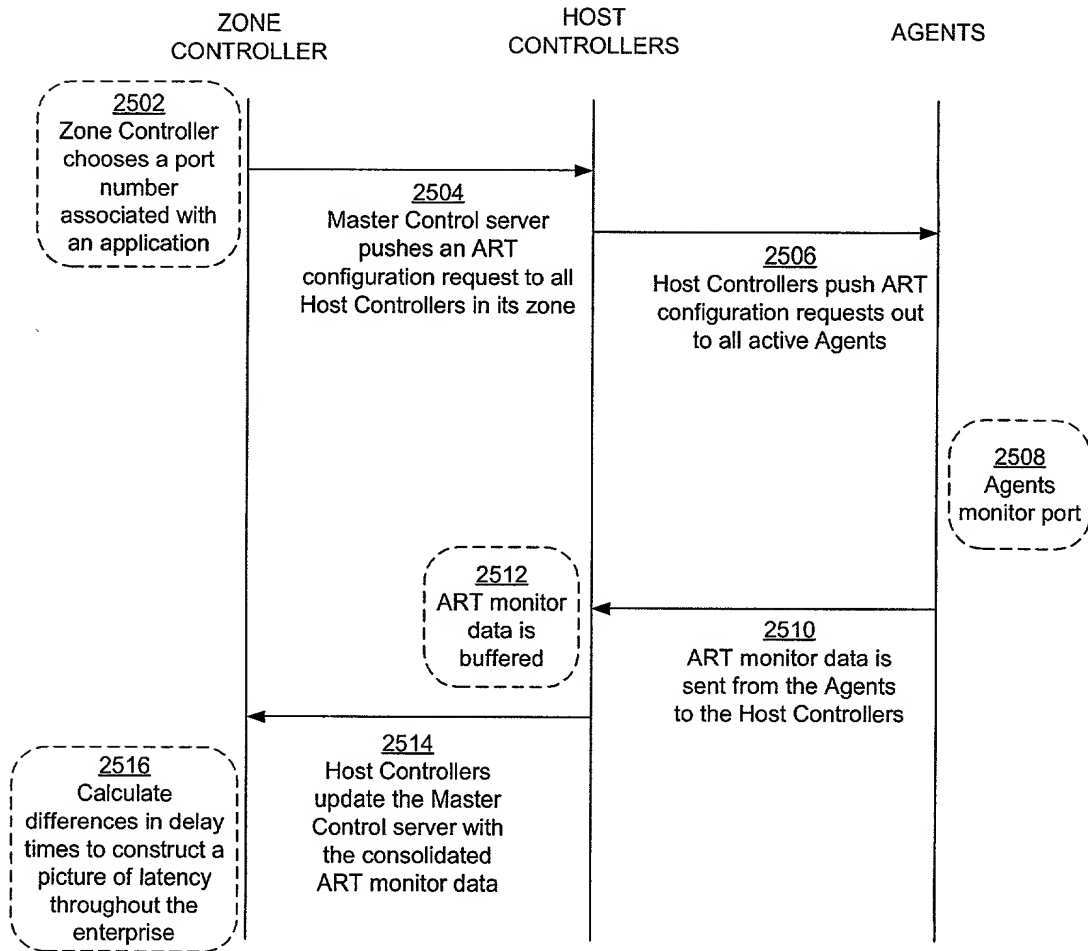 ZONE
CONTROLLER
HOST
CONTROLLERS
AGENTS
2502
Zone Controller
chooses a port
number
associated with
an application
2504
Master Control server
pushes an ART
configuration request to all
Host Controllers in its zone
2506
Host Controllers push ART
configuration requests out
to all active Agents
2508
Agents
monitor port
2512
ART monitor
data is
buffered
2510
ART monitor data is
sent from the Agents
to the Host Controllers
2514
Host Controllers
update the Master
Control server with
the consolidated
ART monitor data
2516
Calculate
differences in delay
times to construct a
picture of latency
throughout the
enterprise